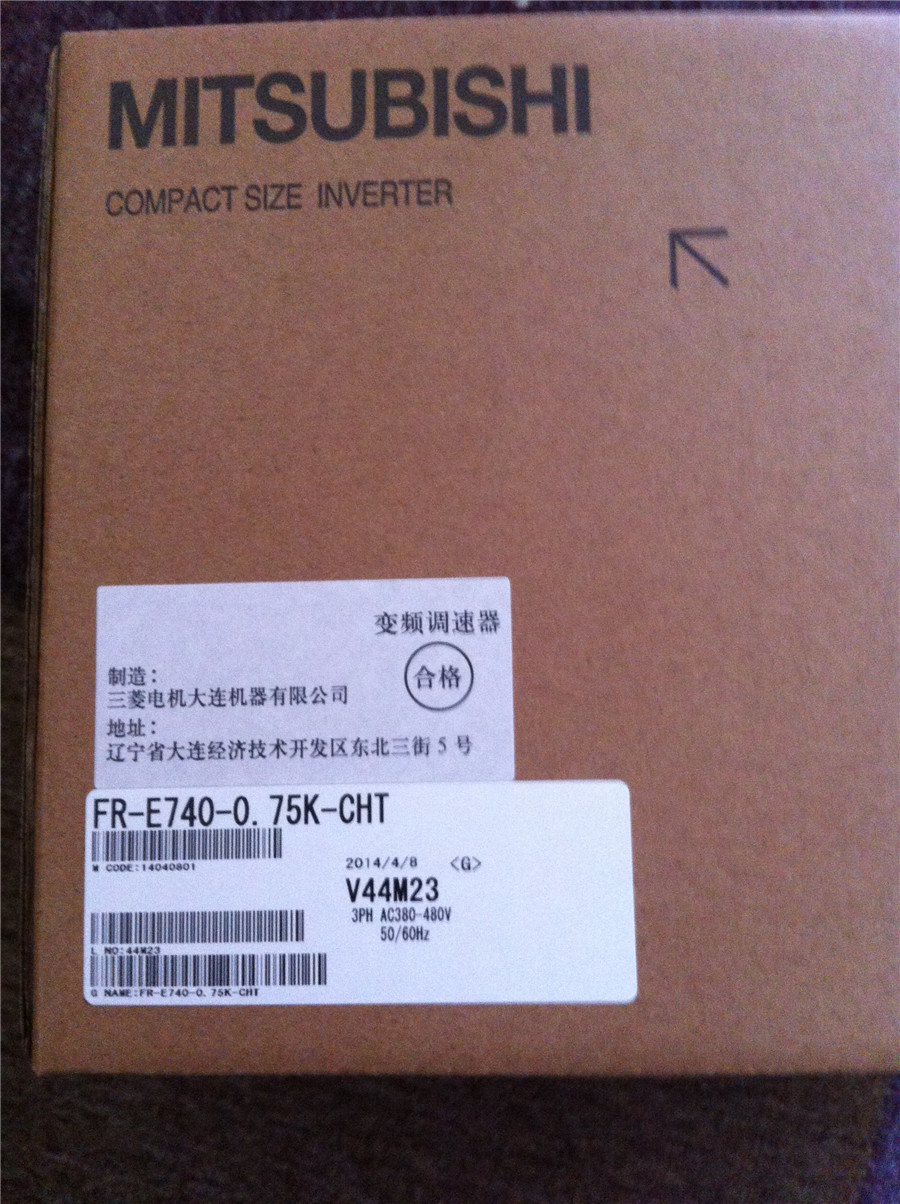 MITSUBISHI
COMPACT SIZE INVERTER
变频调速器
合格
制造：
三菱电机大连机器有限公司
地址：
辽宁省大连经济技术开发区东北三街 5 号
FR-E740-0.75K-CHT
M CODE:14040801
2014/4/8 <G>
V44M23
3PH AC380-480V
50/60Hz
L NO:44M23
G NAME:FR-E740-0.75K-CHT